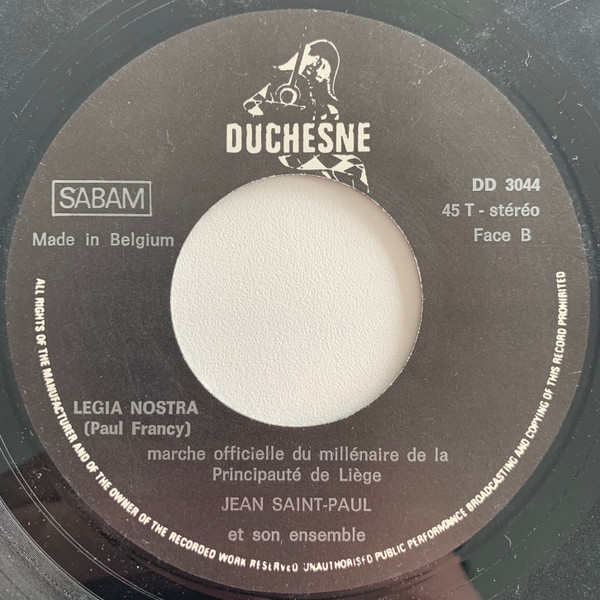 DUCHESNE
SABAM
Made in Belgium
DD 3044
45 T - stéréo
Face B
LEGIA NOSTRA
(Paul Francy)
marche officielle du millénaire de la
Principauté de Liège
JEAN SAINT-PAUL
et son ensemble
ALL RIGHTS OF THE MANUFACTURER AND OF THE OWNER OF THE RECORDED WORK RESERVED UNAUTHORISED PUBLIC PERFORMANCE BROADCASTING AND COPYING OF THIS RECORD PROHIBITED